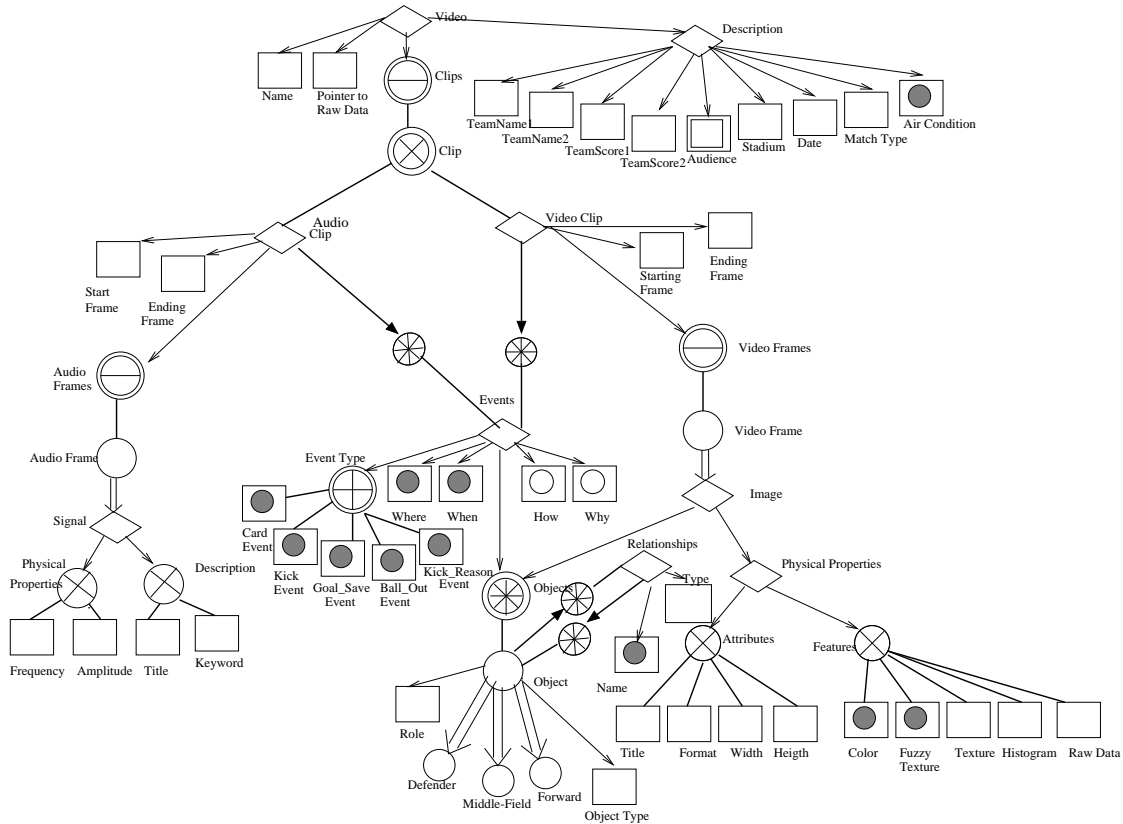 Video
Description
Name
Pointer to
Raw Data
Clips
TeamName1
TeamName2
TeamScore1
TeamScore2
Audience
Stadium
Date
Match Type
Air Condition
Clip
Audio
Clip
Video Clip
Start
Frame
Ending
Frame
Starting
Frame
Ending
Frame
Audio
Frames
Video Frames
Events
Audio Frame
Video Frame
Event Type
Card
Event
Kick
Event
Goal_Save
Event
Ball_Out
Event
Kick_Reason
Event
Where
When
How
Why
Image
Signal
Physical
Properties
Description
Relationships
Type
Physical Properties
Objects
Frequency
Amplitude
Title
Keyword
Object
Name
Attributes
Features
Role
Defender
Middle-Field
Forward
Object Type
Title
Format
Width
Heigth
Color
Fuzzy
Texture
Texture
Histogram
Raw Data